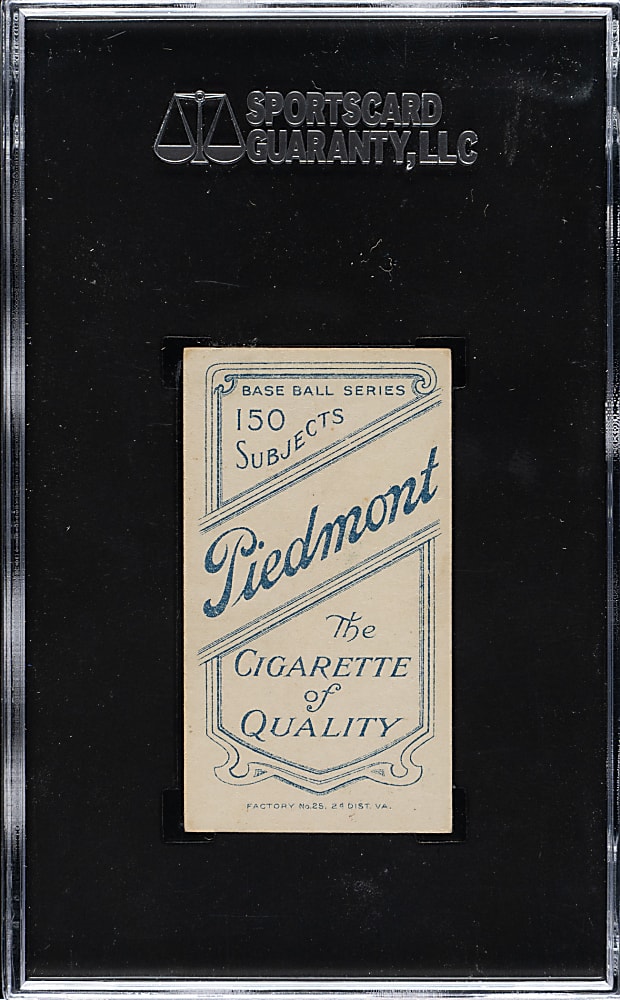 SPORTSCARD
GUARANTY, LLC
BASE BALL SERIES
150
SUBJECTS
Piedmont
The
CIGARETTE
of
QUALITY
FACTORY No.25, 2d DIST. VA.